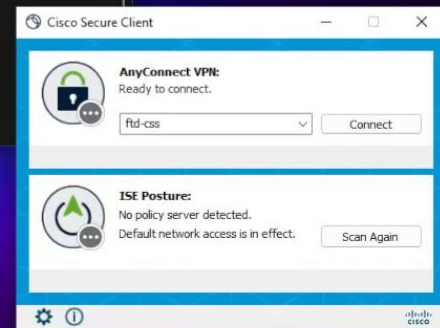 Cisco Secure Client
AnyConnect VPN:
Ready to connect.
ftd-css
Connect
ISE Posture:
No policy server detected.
Default network access is in effect.
Scan Again
cisco